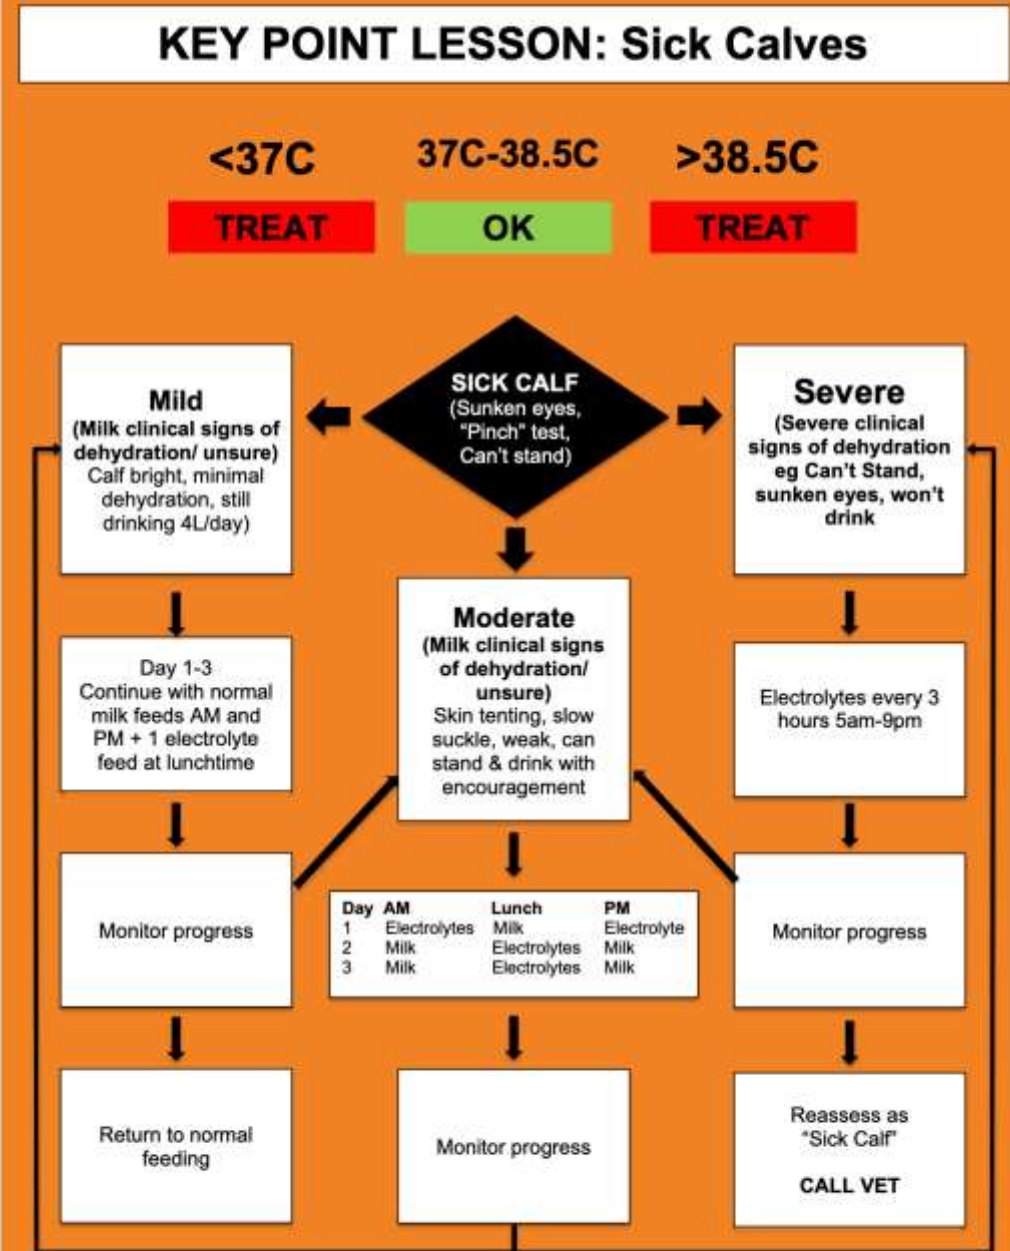 KEY POINT LESSON: Sick Calves
<37C
37C-38.5C
>38.5C
TREAT
OK
TREAT
SICK CALF
(Sunken eyes,
"Pinch" test,
Can't stand)
Mild
(Milk clinical signs of
dehydration/ unsure)
Calf bright, minimal
dehydration, still
drinking 4L/day)
Day 1-3
Continue with normal
milk feeds AM and
PM + 1 electrolyte
feed at lunchtime
Monitor progress
Return to normal
feeding
Moderate
(Milk clinical signs
of dehydration/
unsure)
Skin tenting, slow
suckle, weak, can
stand & drink with
encouragement
Day AM Lunch PM
1 Electrolytes Milk Electrolyte
2 Milk Electrolytes Milk
3 Milk Electrolytes Milk
Monitor progress
Severe
(Severe clinical
signs of dehydration
eg Can't Stand,
sunken eyes, won't
drink
Electrolytes every 3
hours 5am-9pm
Monitor progress
Reassess as
"Sick Calf"
CALL VET